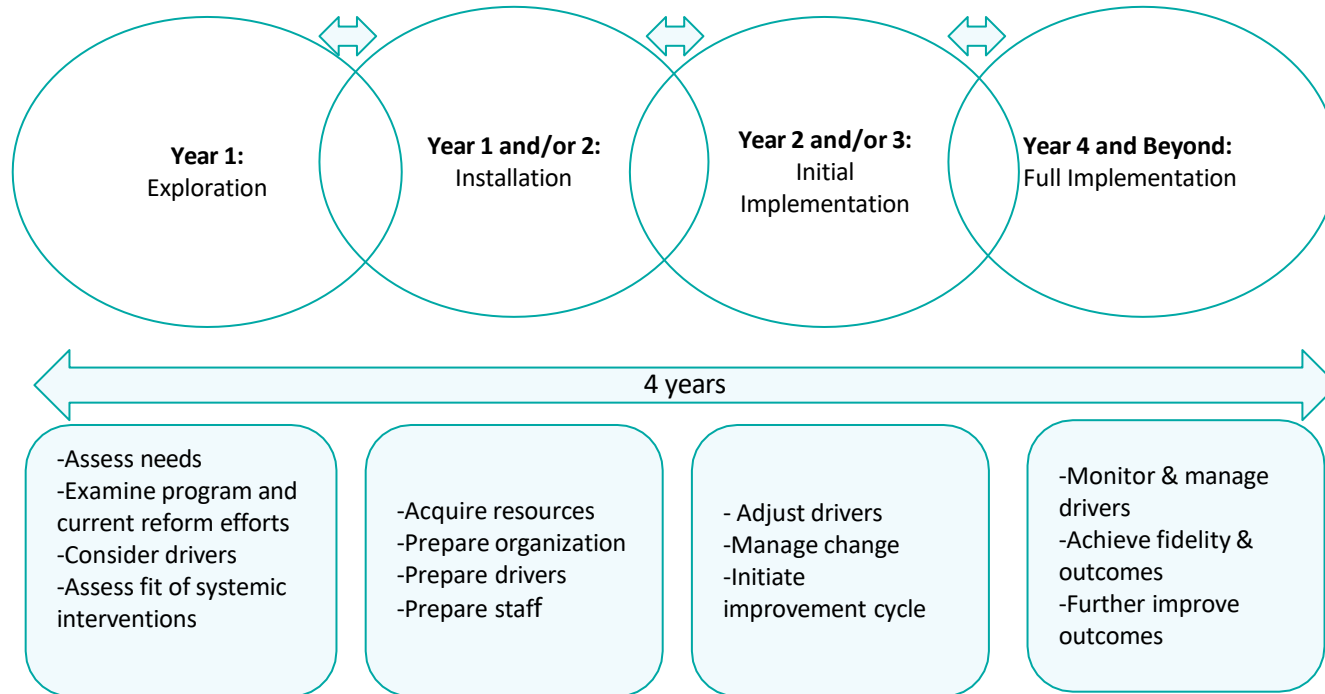 Year 1:
Exploration
Year 1 and/or 2:
Installation
Year 2 and/or 3:
Initial
Implementation
Year 4 and Beyond:
Full Implementation
4 years
-Assess needs
-Examine program and
current reform efforts
-Consider drivers
-Assess fit of systemic
interventions
-Acquire resources
-Prepare organization
-Prepare drivers
-Prepare staff
- Adjust drivers
-Manage change
-Initiate
improvement cycle
-Monitor & manage
drivers
-Achieve fidelity &
outcomes
-Further improve
outcomes